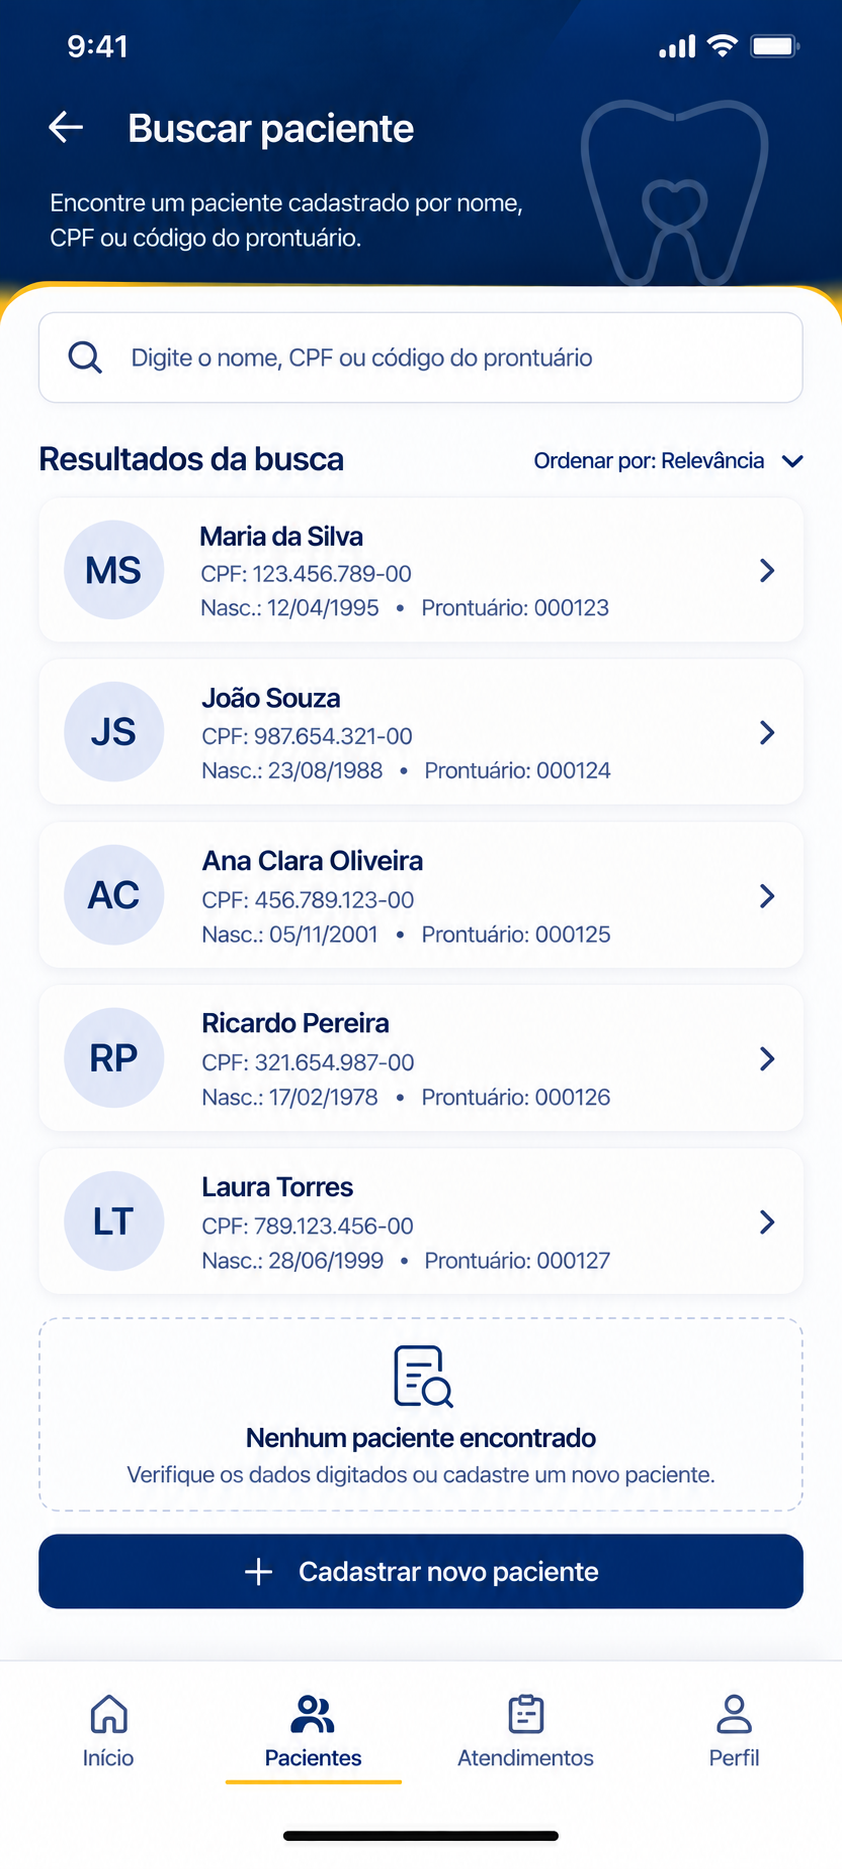 9:41
Buscar paciente
Encontre um paciente cadastrado por nome,
CPF ou código do prontuário.
Digite o nome, CPF ou código do prontuário
Resultados da busca
Ordenar por: Relevância
MS
Maria da Silva
CPF: 123.456.789-00
Nasc.: 12/04/1995 • Prontuário: 000123
JS
João Souza
CPF: 987.654.321-00
Nasc.: 23/08/1988 • Prontuário: 000124
AC
Ana Clara Oliveira
CPF: 456.789.123-00
Nasc.: 05/11/2001 • Prontuário: 000125
RP
Ricardo Pereira
CPF: 321.654.987-00
Nasc.: 17/02/1978 • Prontuário: 000126
LT
Laura Torres
CPF: 789.123.456-00
Nasc.: 28/06/1999 • Prontuário: 000127
Nenhum paciente encontrado
Verifique os dados digitados ou cadastre um novo paciente.
Cadastrar novo paciente
Início
Pacientes
Atendimentos
Perfil